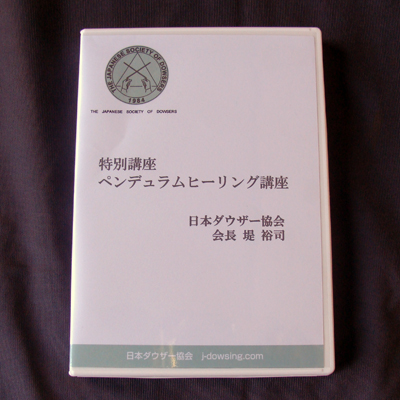 THE JAPANESE SOCIETY OF DOWSERS
1984
THE JAPANESE SOCIETY OF DOWSERS
特別講座
ペンデュラムヒーリング講座
日本ダウザー協会
会長 堤 裕司
日本ダウザー協会 j-dowsing.com